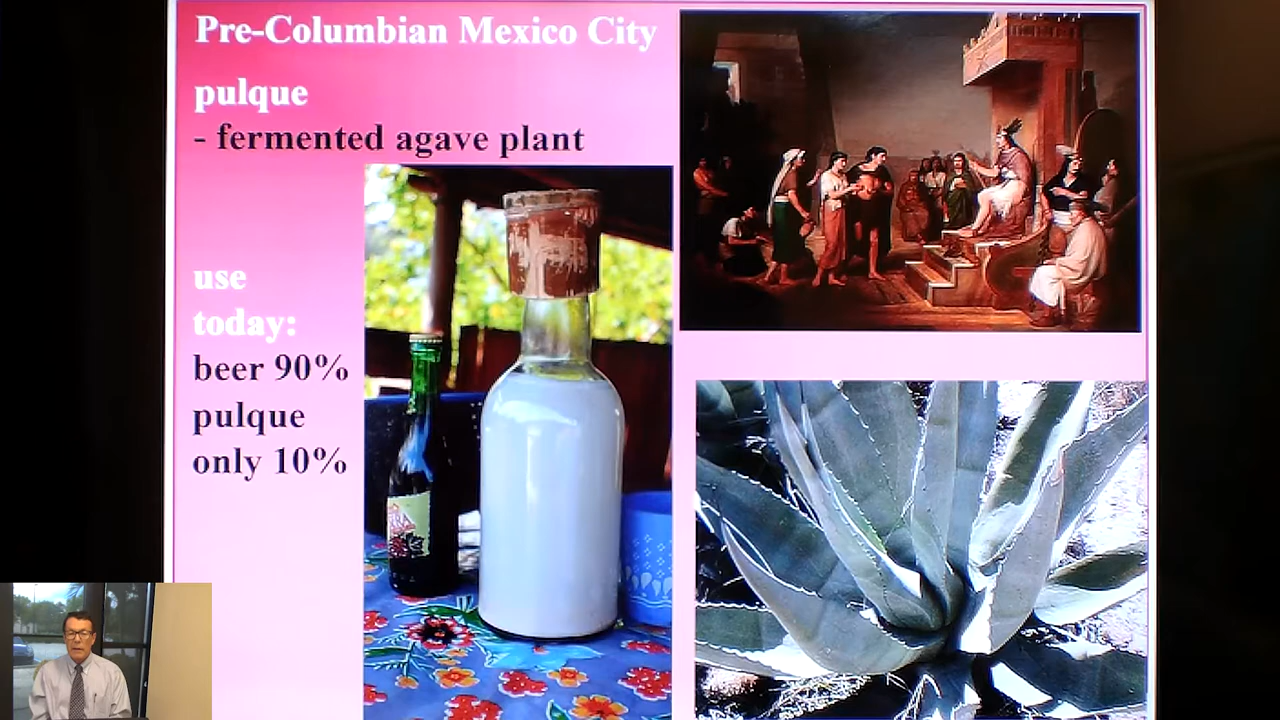 Pre-Columbian Mexico City
pulque
- fermented agave plant
use
today:
beer 90%
pulque
only 10%